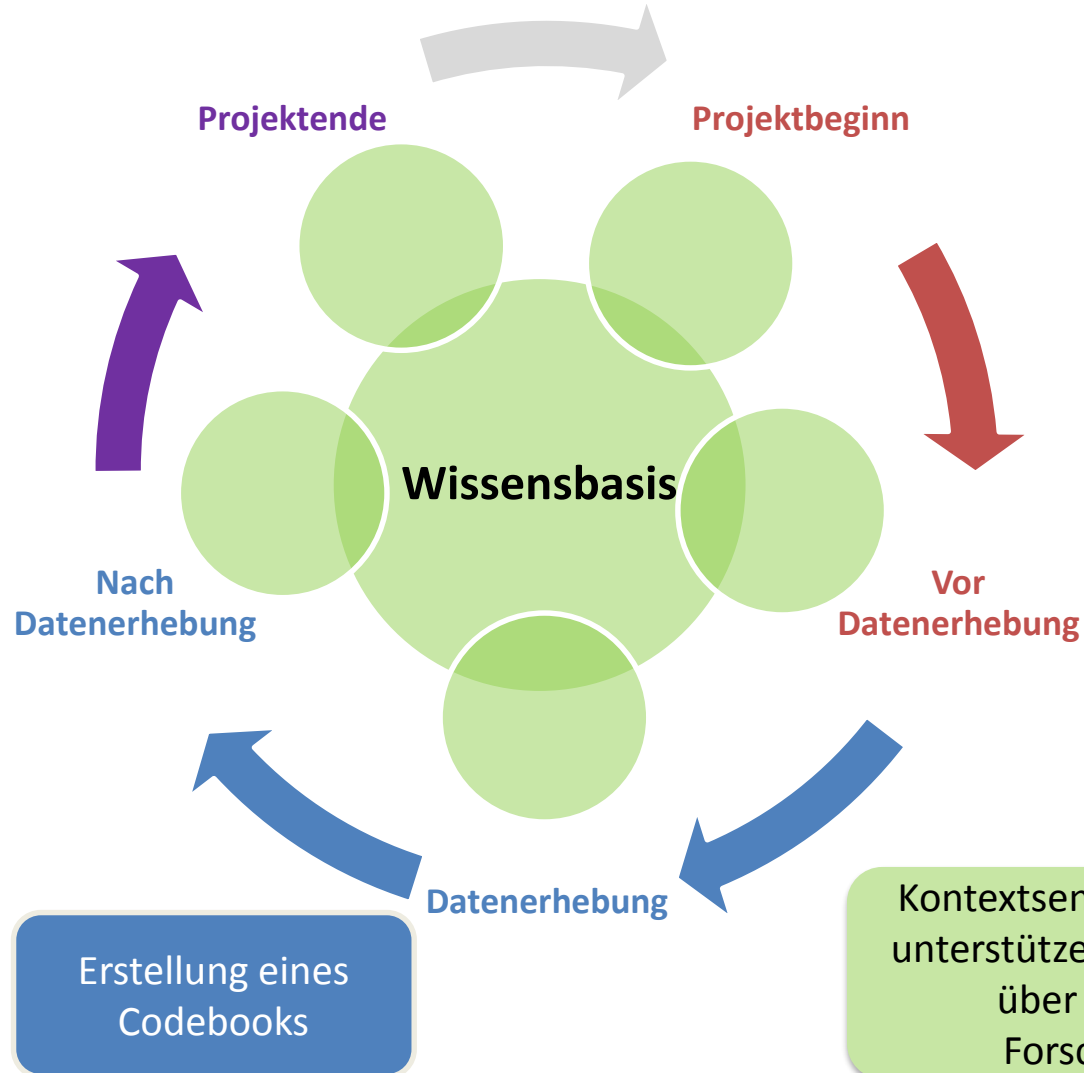 Projektende
Projektbeginn
Wissensbasis
Nach
Datenerhebung
Vor
Datenerhebung
Datenerhebung
Erstellung eines
Codebooks
über